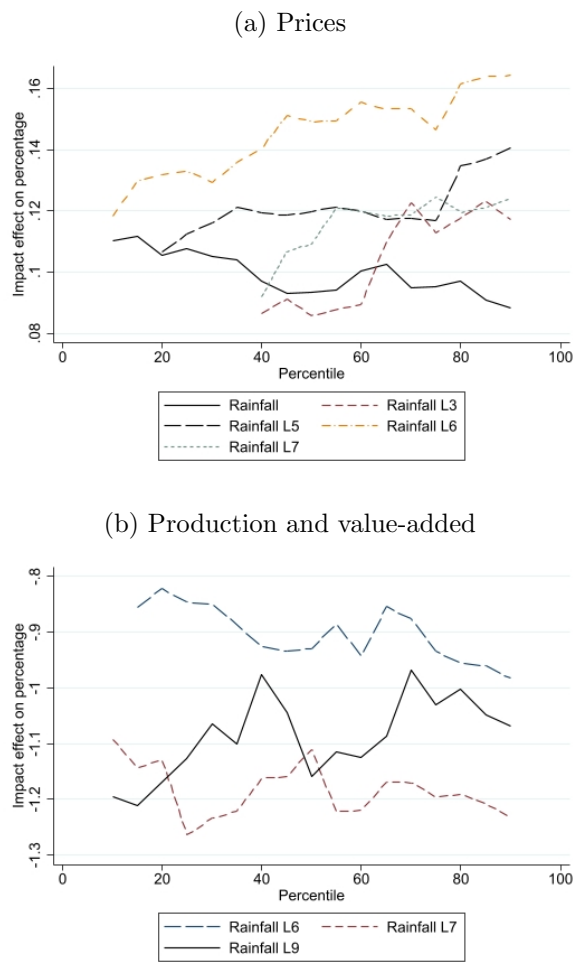 (a) Prices
Impact effect on percentage
.16
.14
.12
.1
.08
0 20 40 60 80 100
Percentile
Rainfall Rainfall L3
Rainfall L5 Rainfall L6
Rainfall L7
(b) Production and value-added
Impact effect on percentage
-.8
-.9
-1
-1.1
-1.2
-1.3
0 20 40 60 80 100
Percentile
Rainfall L6 Rainfall L7
Rainfall L9